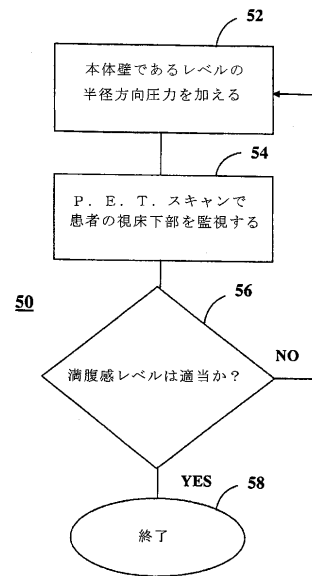 52
本体壁であるレベルの
半径方向圧力を加える
54
P．E．T．スキャンで
患者の視床下部を監視する
50
56
満腹感レベルは適当か？
NO
YES
58
終了